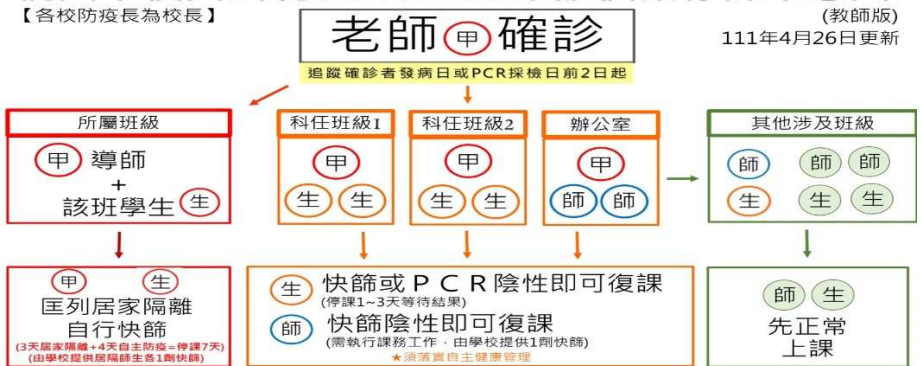 【各校防疫長為校長】
(教師版)
111年4月26日更新
老師甲確診
追蹤確診者發病日或PCR採檢日前2日起
所屬班級
甲 導師
+
該班學生 生
科任班級1
甲
生 生
科任班級2
甲
生 生
辦公室
甲
師 師
其他涉及班級
師 師 師
生 生 生
甲 生
匡列居家隔離
自行快篩
(3天居家隔離+4天自主防疫=停課7天)
(由學校提供居隔師生各1劑快篩)
生 快篩或PCR陰性即可復課
(停課1~3天等待結果)
師 快篩陰性即可復課
(需執行課務工作,由學校提供1劑快篩)
★須落實自主健康管理
師 生
先正常
上課